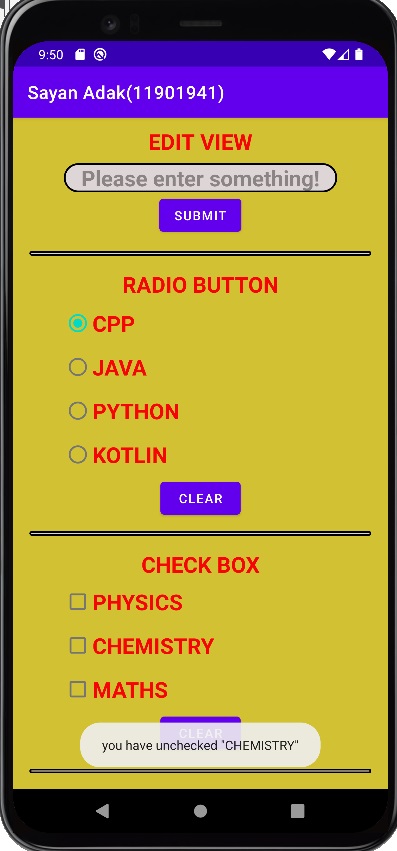 9:50
Sayan Adak(11901941)
EDIT VIEW
Please enter something!
SUBMIT
RADIO BUTTON
CPP
JAVA
PYTHON
KOTLIN
CLEAR
CHECK BOX
PHYSICS
CHEMISTRY
MATHS
CLEAR
you have unchecked "CHEMISTRY"